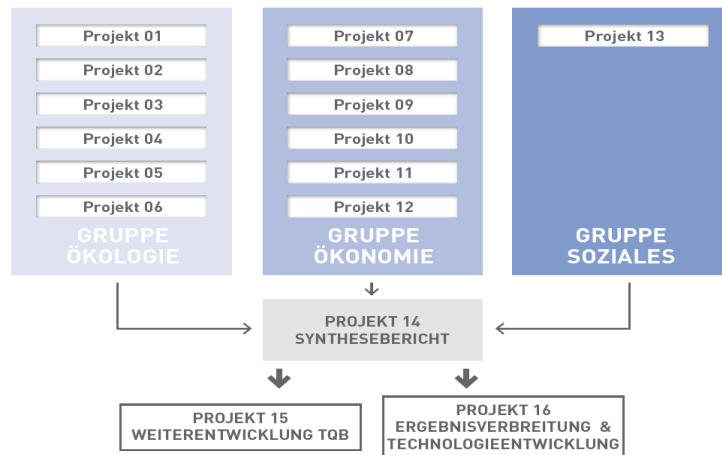 Projekt 01
Projekt 02
Projekt 03
Projekt 04
Projekt 05
Projekt 06
GRUPPE
ÖKOLOGIE
Projekt 07
Projekt 08
Projekt 09
Projekt 10
Projekt 11
Projekt 12
GRUPPE
ÖKONOMIE
Projekt 13
GRUPPE
SOZIALES
PROJEKT 14
SYNTHESEBERICHT
PROJEKT 15
WEITERENTWICKLUNG TQB
PROJEKT 16
ERGEBNISVERBREITUNG &
TECHNOLOGIEENTWICKLUNG